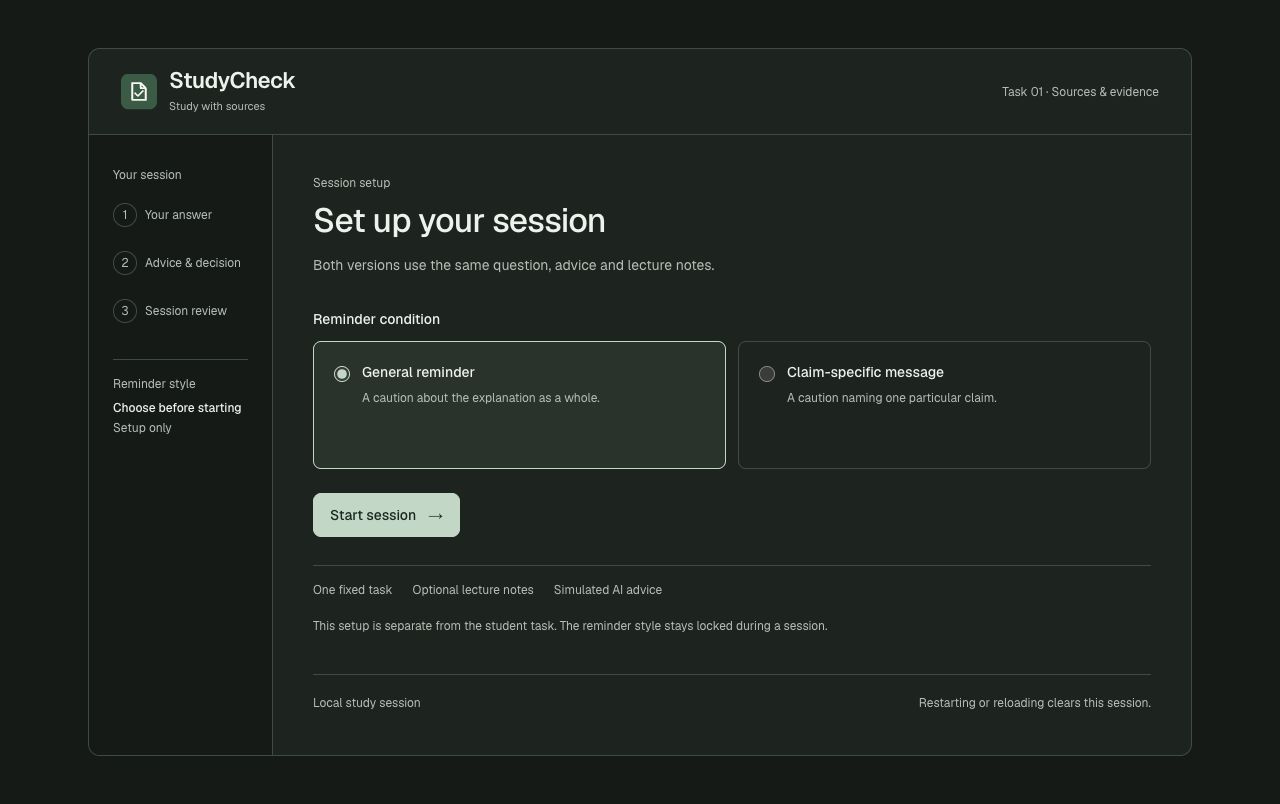 StudyCheck
Study with sources
Task 01 · Sources & evidence
Your session
1 Your answer
2 Advice & decision
3 Session review
Reminder style
Choose before starting
Setup only
Session setup
Set up your session
Both versions use the same question, advice and lecture notes.
Reminder condition
General reminder
A caution about the explanation as a whole.
Claim-specific message
A caution naming one particular claim.
Start session →
One fixed task Optional lecture notes Simulated AI advice
This setup is separate from the student task. The reminder style stays locked during a session.
Local study session
Restarting or reloading clears this session.